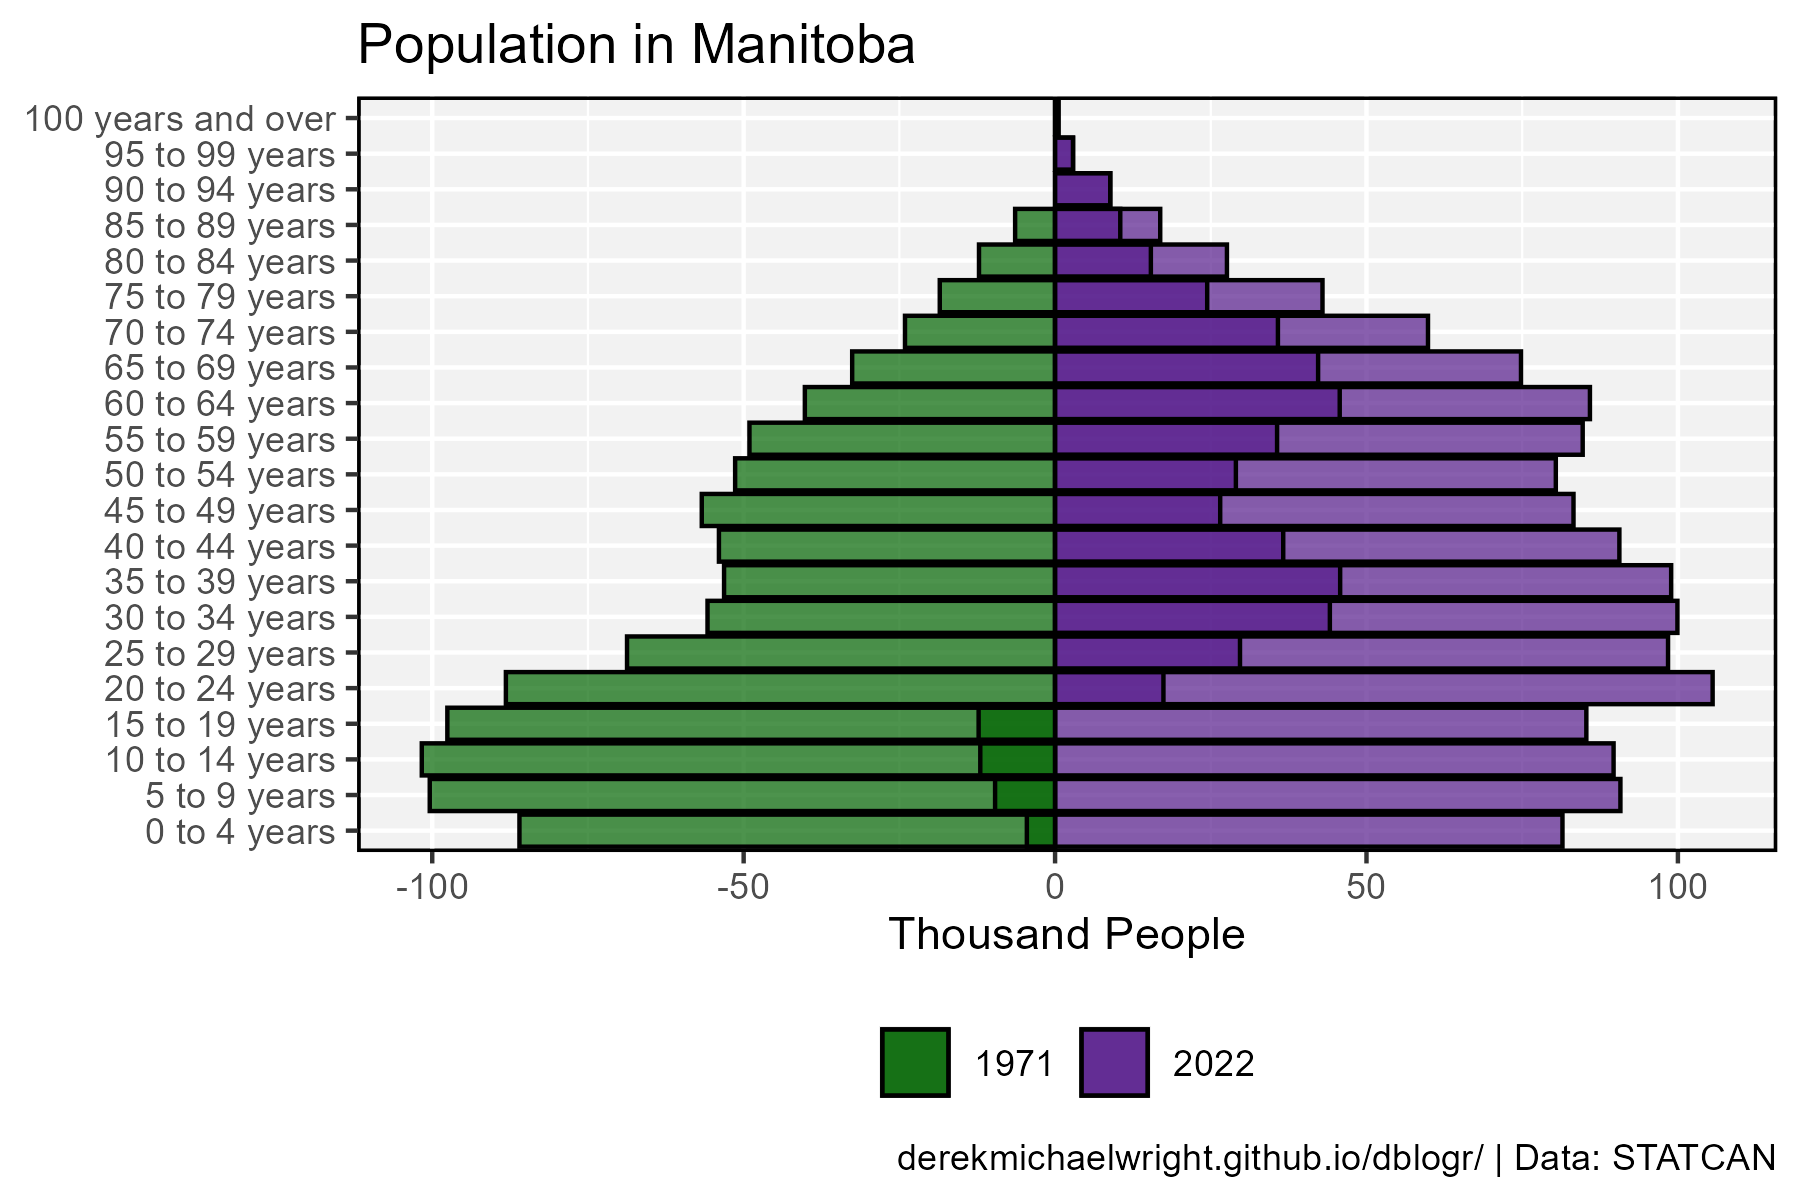 Population in Manitoba
100 years and over
95 to 99 years
90 to 94 years
85 to 89 years
80 to 84 years
75 to 79 years
70 to 74 years
65 to 69 years
60 to 64 years
55 to 59 years
50 to 54 years
45 to 49 years
40 to 44 years
35 to 39 years
30 to 34 years
25 to 29 years
20 to 24 years
15 to 19 years
10 to 14 years
5 to 9 years
0 to 4 years
-100 -50 0 50 100
Thousand People
1971 2022
derekmichaelwright.github.io/dblogr/ | Data: STATCAN